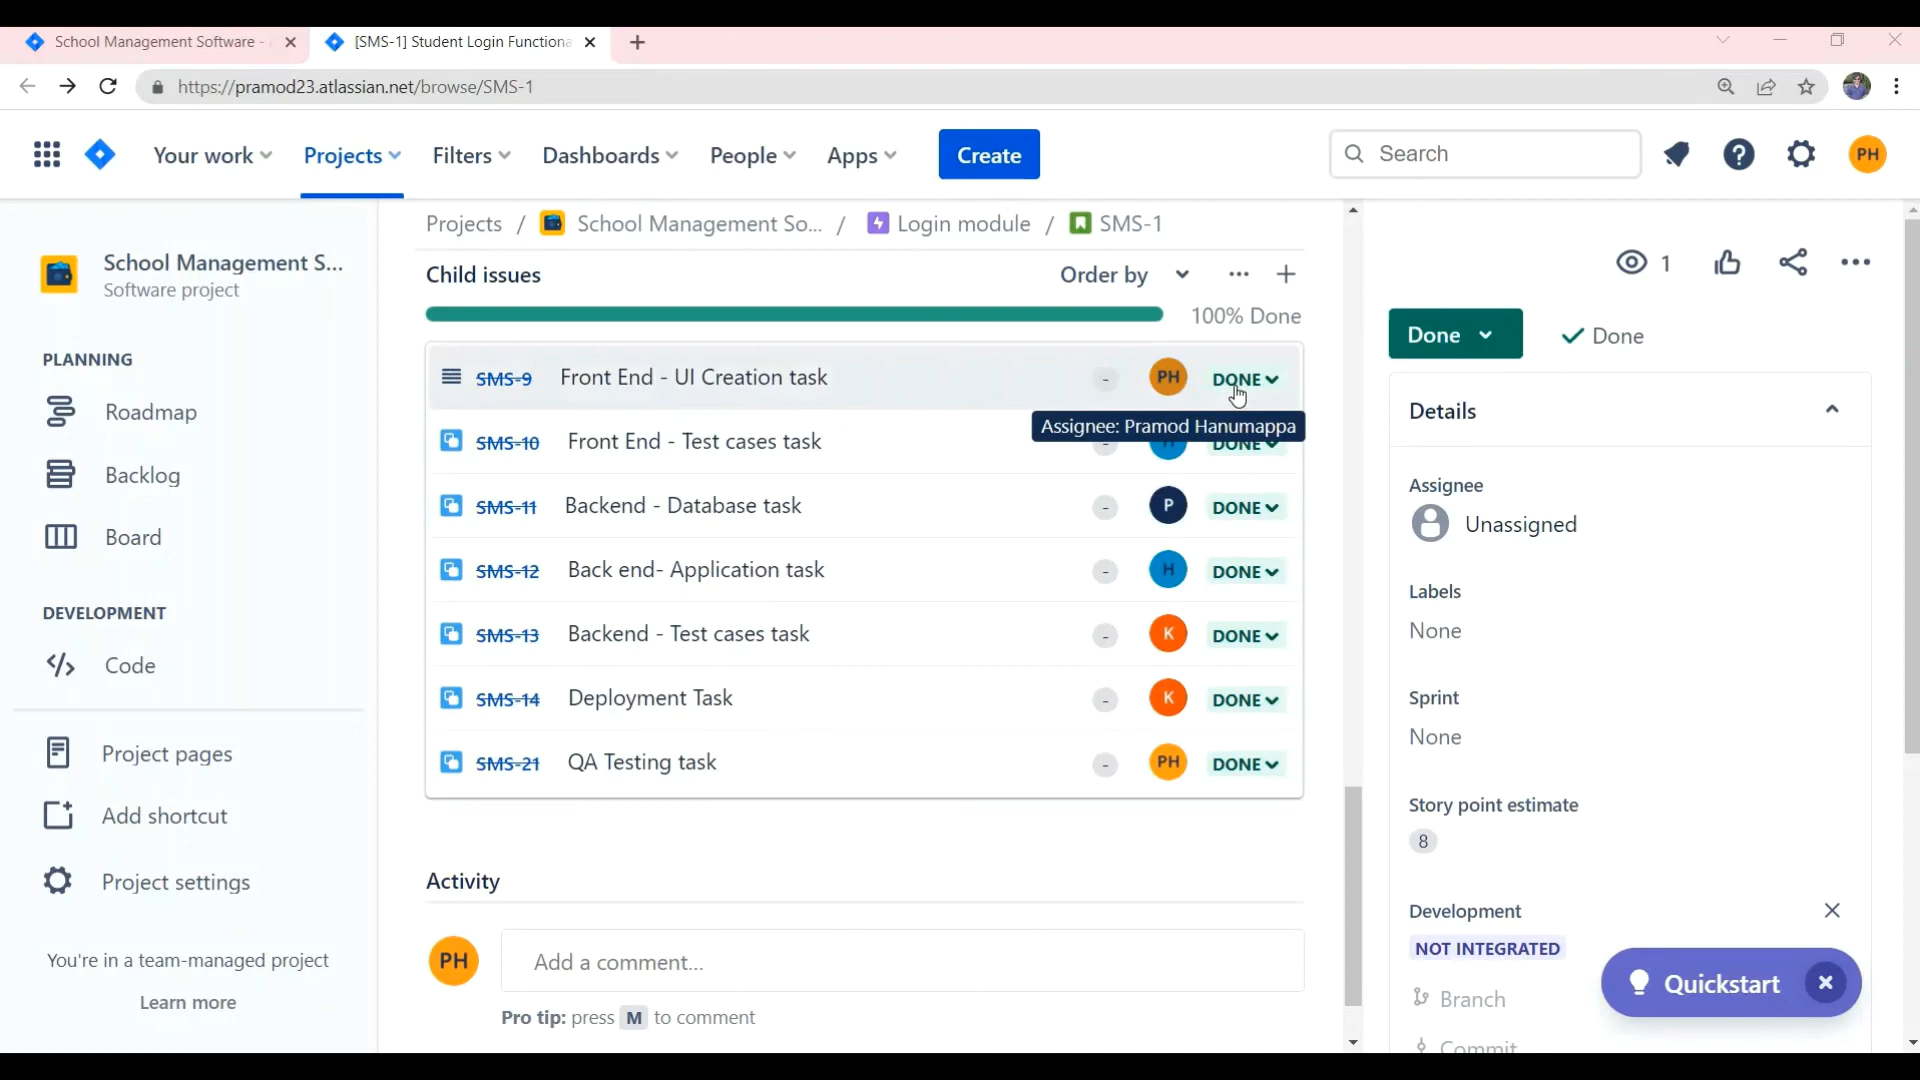 School Management Software -
[SMS-1] Student Login Functiona
https://pramod23.atlassian.net/browse/SMS-1
Your work
Projects
Filters
Dashboards
People
Apps
Create
Search
?
PH
School Management S...
Software project
PLANNING
Roadmap
Backlog
Board
DEVELOPMENT
Code
Project pages
Add shortcut
Project settings
You're in a team-managed project
Learn more
Projects / School Management So... / Login module / SMS-1
Child issues
Order by
100% Done
SMS-9 Front End - UI Creation task - PH DONE
Assignee: Pramod Hanumappa
SMS-10 Front End - Test cases task - DONE
SMS-11 Backend - Database task - P DONE
SMS-12 Back end- Application task - H DONE
SMS-13 Backend - Test cases task - K DONE
SMS-14 Deployment Task - K DONE
SMS-21 QA Testing task - PH DONE
Activity
PH
Add a comment...
Pro tip: press M to comment
1
Done
Done
Details
Assignee
Unassigned
Labels
None
Sprint
None
Story point estimate
8
Development
NOT INTEGRATED
Branch
Commit
Quickstart